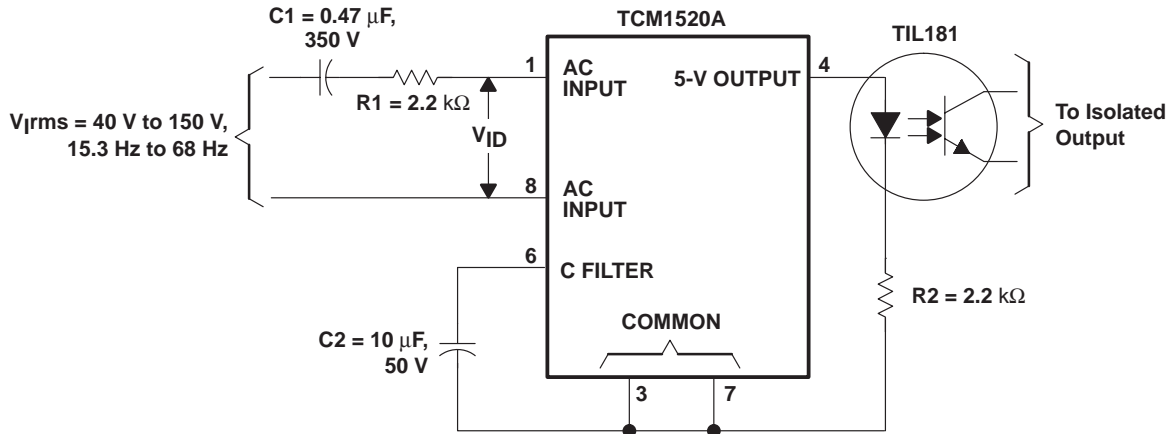 C1 = 0.47 μF,
350 V
TCM1520A
TIL181
1
AC
INPUT
5-V OUTPUT
4
R1 = 2.2 kΩ
VIrms = 40 V to 150 V,
15.3 Hz to 68 Hz
VID
To Isolated
Output
8
AC
INPUT
6
C FILTER
R2 = 2.2 kΩ
C2 = 10 μF,
50 V
COMMON
3
7